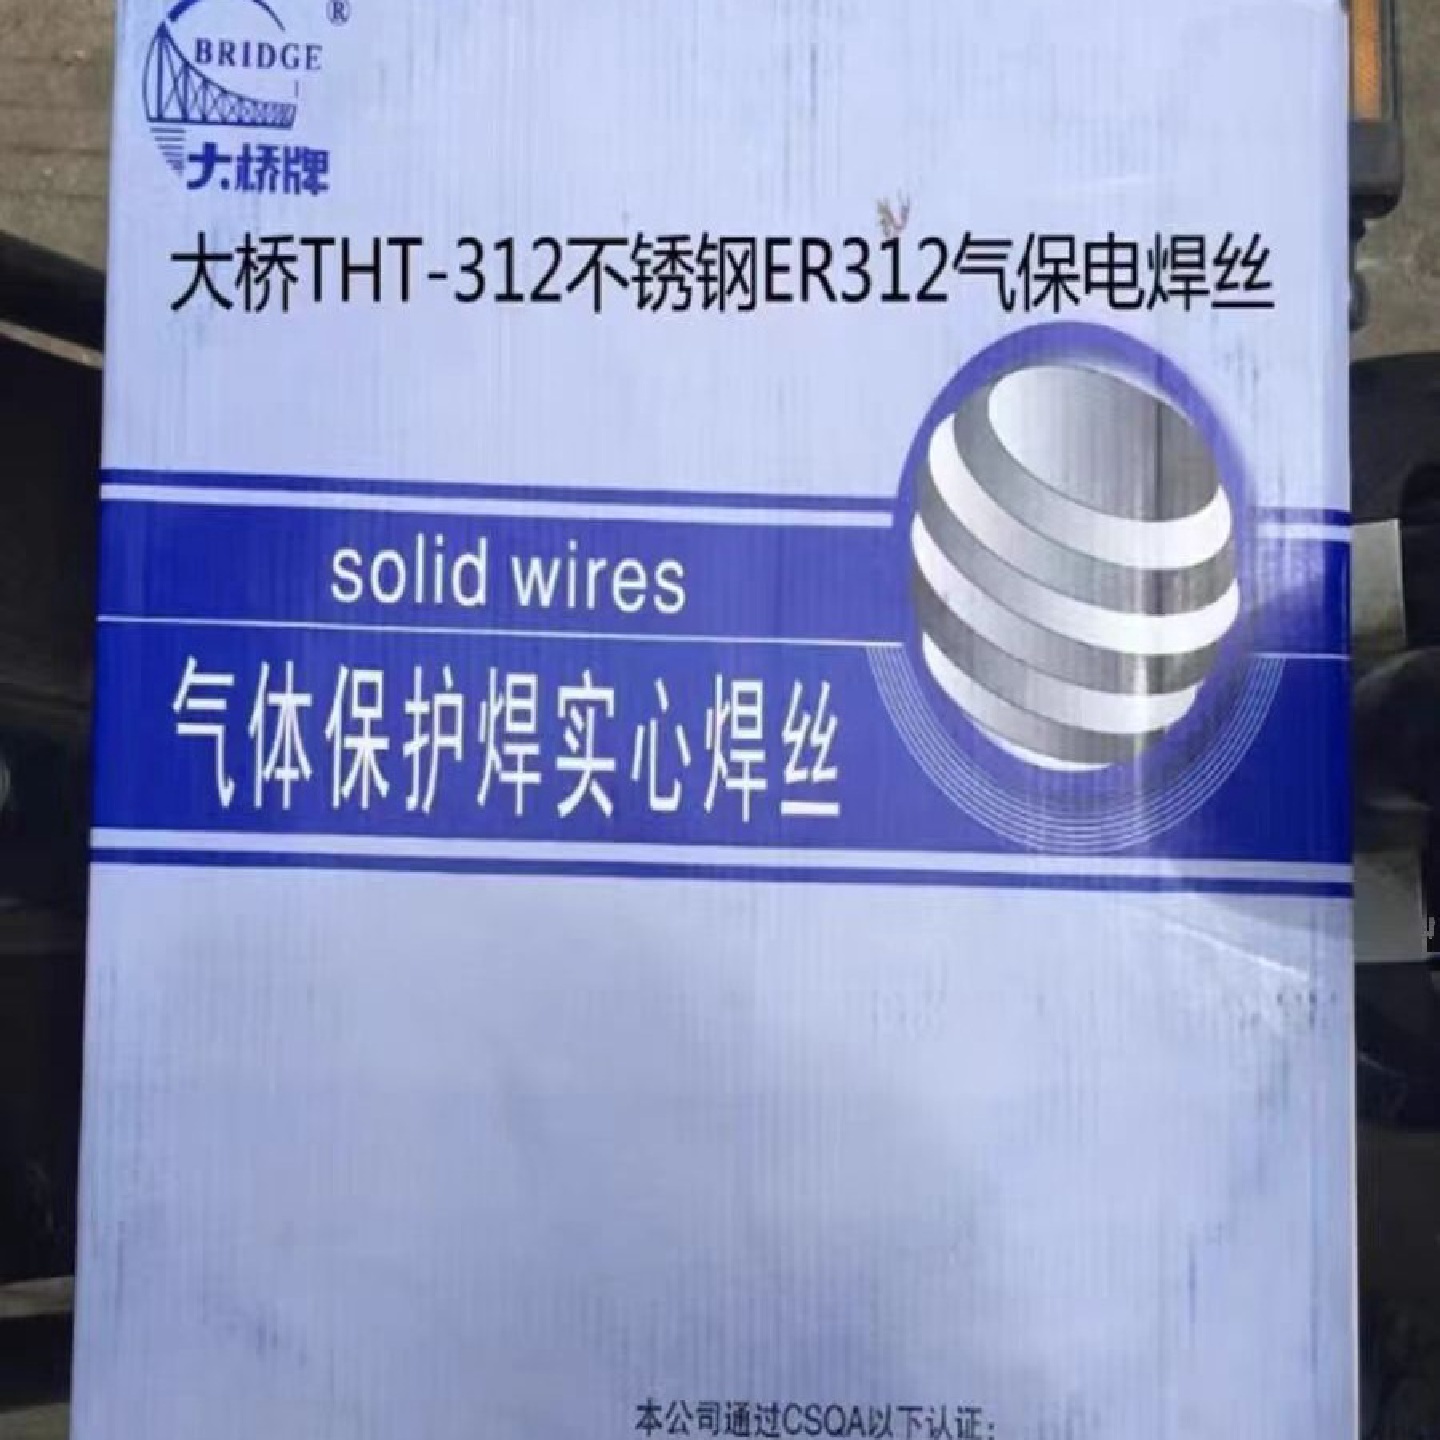 ®
BRIDGE
大桥牌
大桥THT-312不锈钢ER312气保电焊丝
solid wires
气体保护焊实心焊丝
本公司通过CSQA以下认证：